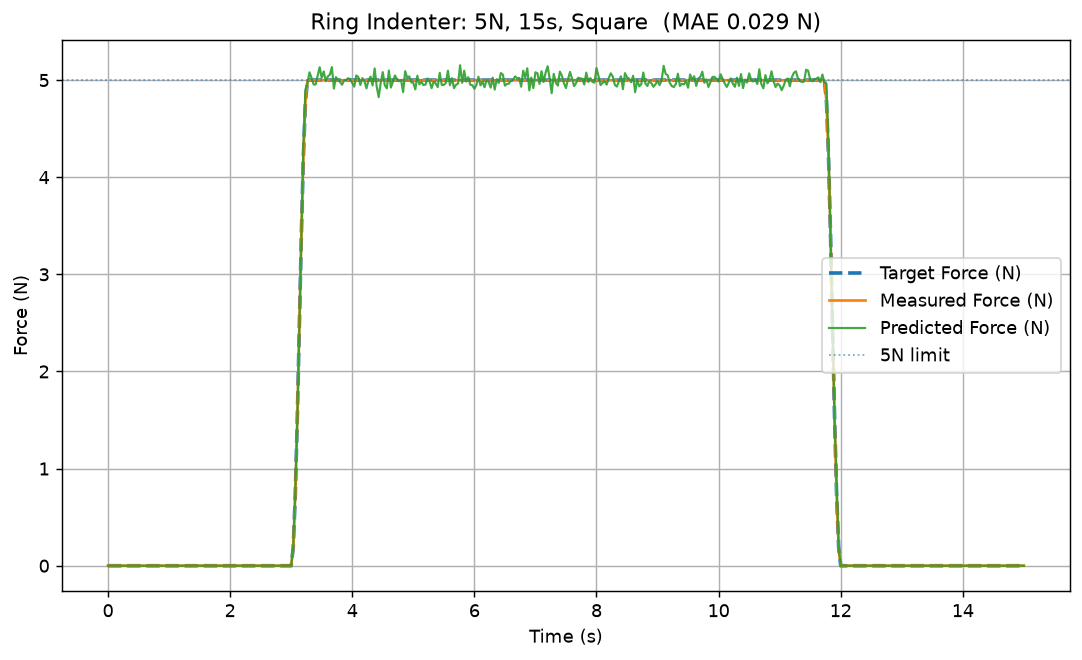 Ring Indenter: 5N, 15s, Square  (MAE 0.029 N)
5
4
3
2
1
0
Force (N)
Target Force (N)
Measured Force (N)
Predicted Force (N)
5N limit
0 2 4 6 8 10 12 14
Time (s)